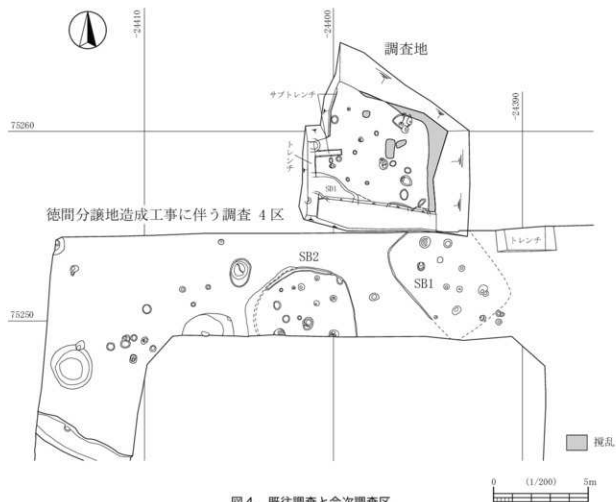 -24410
-24400
調査地
サブトレンチ
-24390
75260
トレンチ
SB1
徳間分譲地造成工事に伴う調査 4区
トレンチ
SB2
SB1
75250
撹乱
0 (1/200) 5m
図4 既往調査と今次調査区